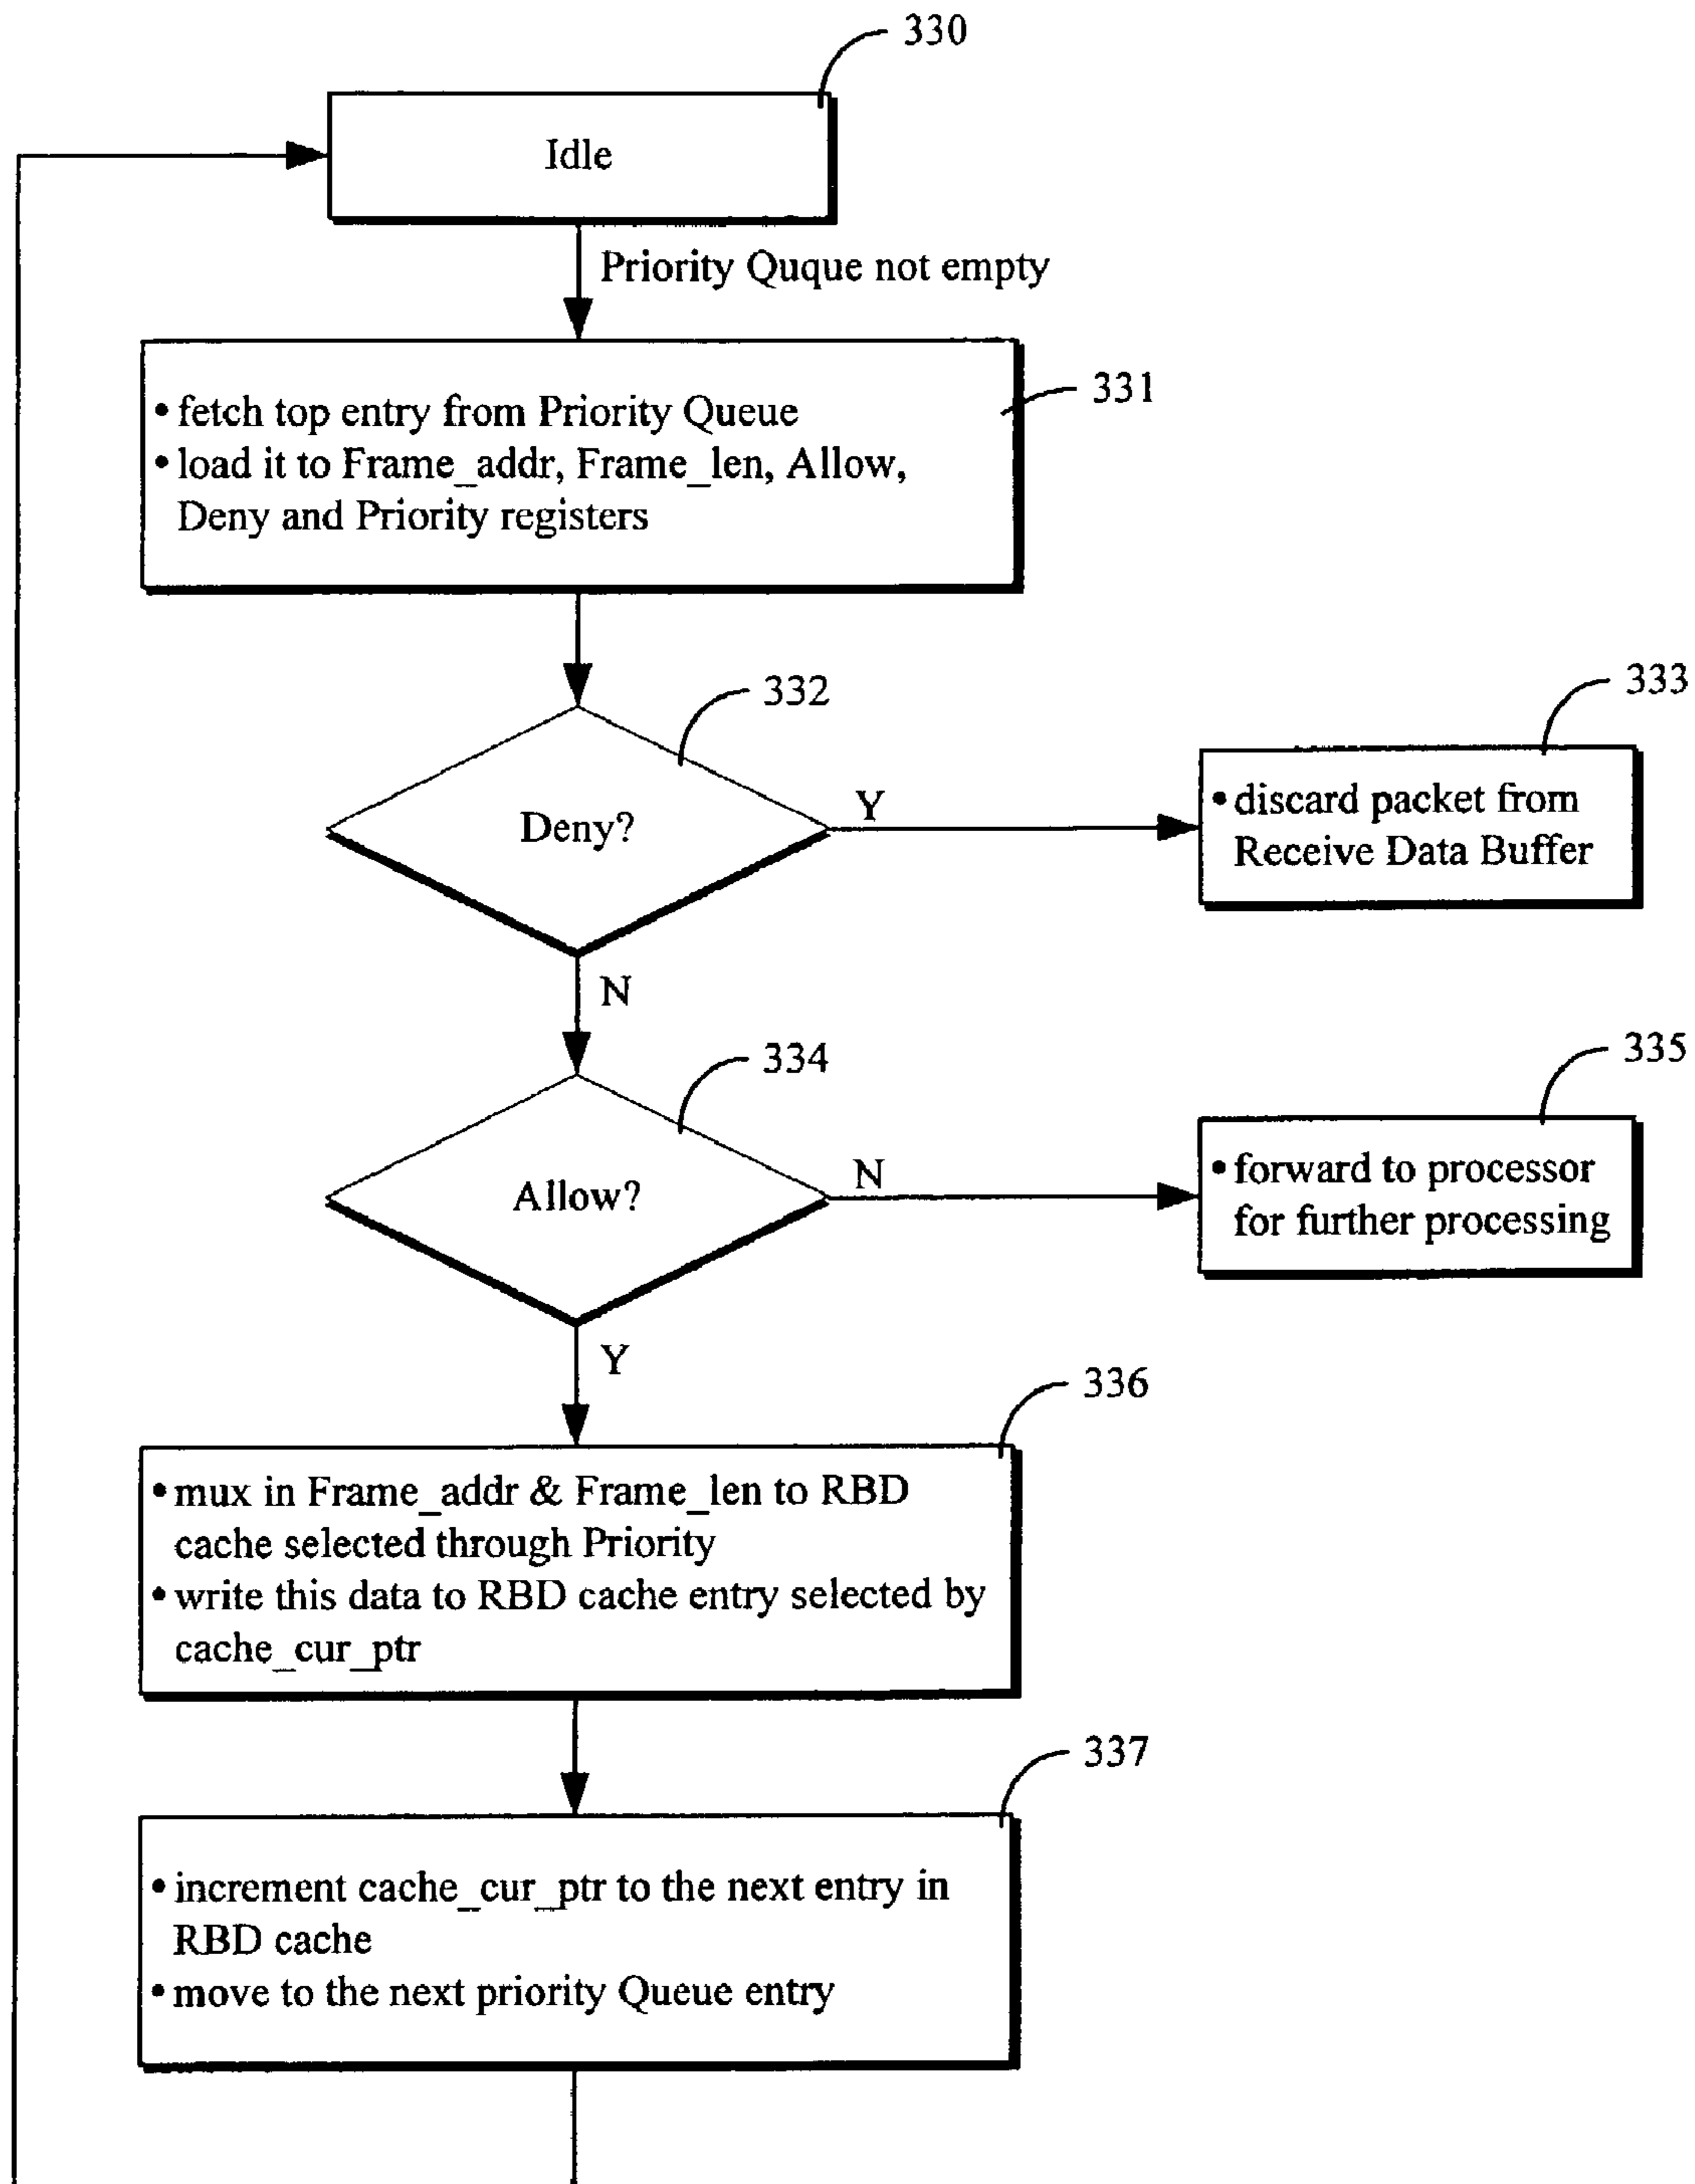 330
Idle
Priority Quque not empty
331
• fetch top entry from Priority Queue
• load it to Frame_addr, Frame_len, Allow,
Deny and Priority registers
332
Deny?
Y
333
• discard packet from
Receive Data Buffer
N
334
Allow?
N
335
• forward to processor
for further processing
Y
336
• mux in Frame_addr & Frame_len to RBD
cache selected through Priority
• write this data to RBD cache entry selected by
cache_cur_ptr
337
• increment cache_cur_ptr to the next entry in
RBD cache
• move to the next priority Queue entry